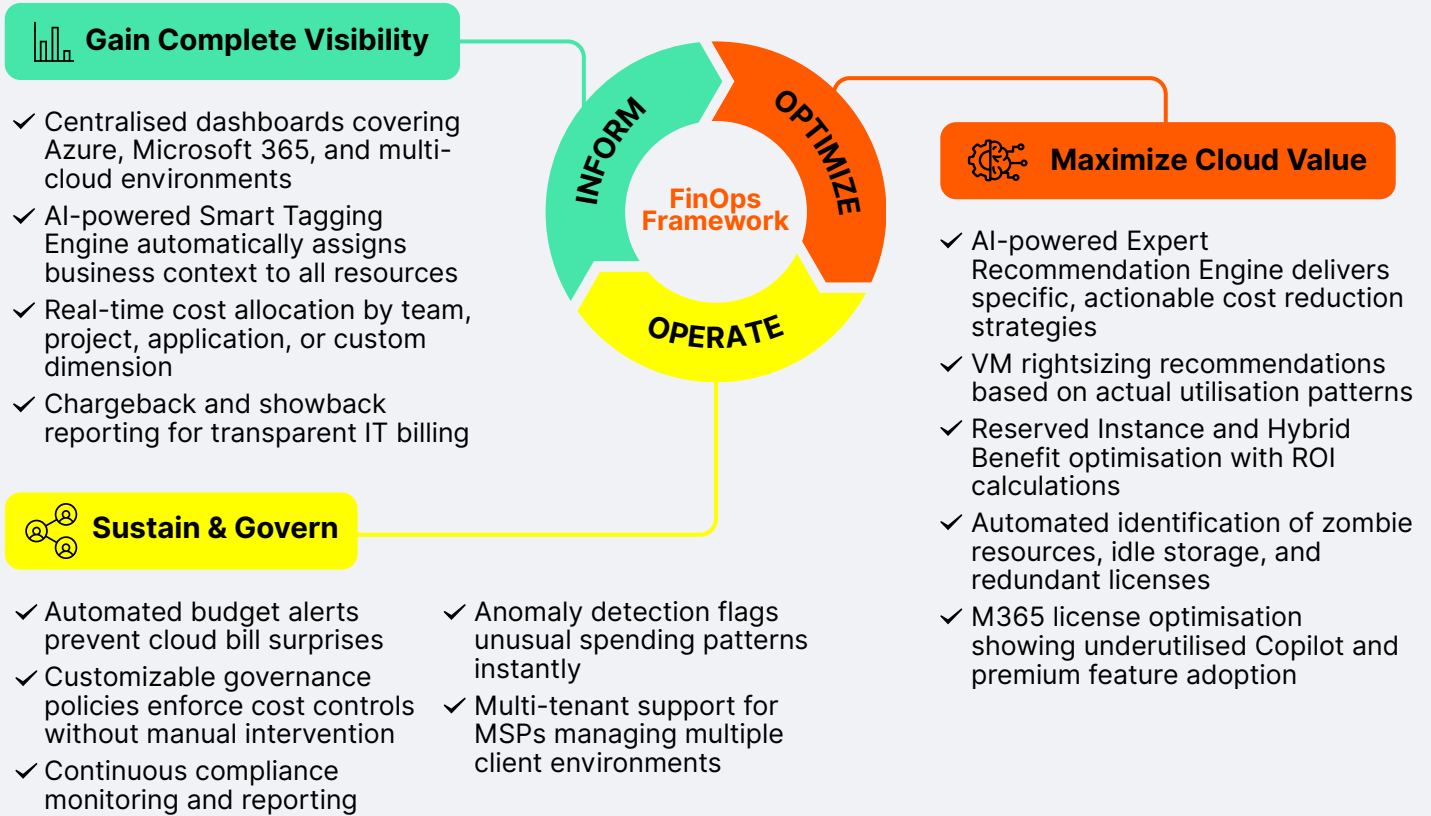 Gain Complete Visibility
Centralised dashboards covering
Azure, Microsoft 365, and multi-
cloud environments
AI-powered Smart Tagging
Engine automatically assigns
business context to all resources
Real-time cost allocation by team,
project, application, or custom
dimension
Chargeback and showback
reporting for transparent IT billing
INFORM
OPTIMIZE
OPERATE
FinOps
Framework
Maximize Cloud Value
AI-powered Expert
Recommendation Engine delivers
specific, actionable cost reduction
strategies
VM rightsizing recommendations
based on actual utilisation patterns
Reserved Instance and Hybrid
Benefit optimisation with ROI
calculations
Automated identification of zombie
resources, idle storage, and
redundant licenses
M365 license optimisation
showing underutilised Copilot and
premium feature adoption
Sustain & Govern
Automated budget alerts
prevent cloud bill surprises
Customizable governance
policies enforce cost controls
without manual intervention
Continuous compliance
monitoring and reporting
Anomaly detection flags
unusual spending patterns
instantly
Multi-tenant support for
MSPs managing multiple
client environments